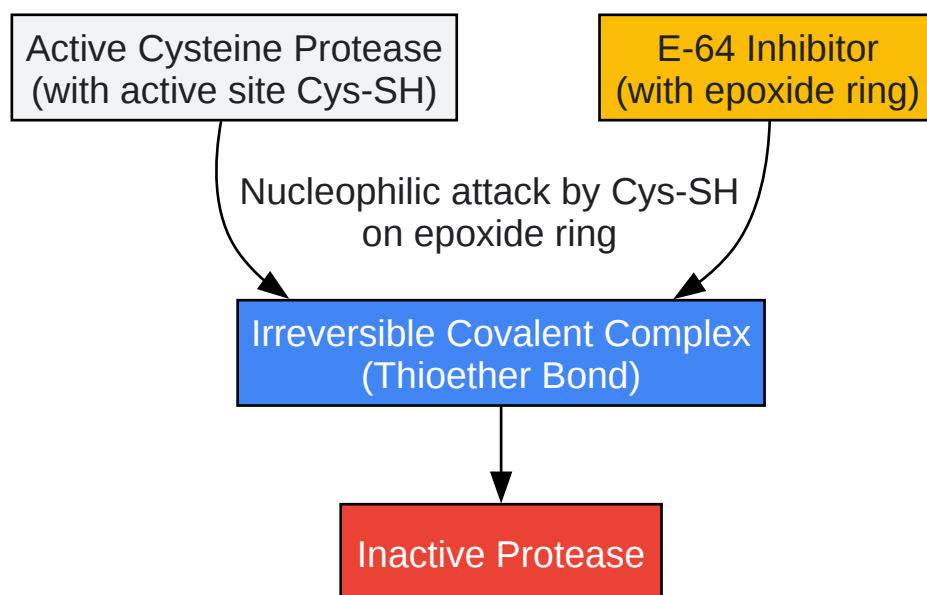 Active Cysteine Protease
(with active site Cys-SH)
E-64 Inhibitor
(with epoxide ring)
Nucleophilic attack by Cys-SH
on epoxide ring
Irreversible Covalent Complex
(Thioether Bond)
Inactive Protease